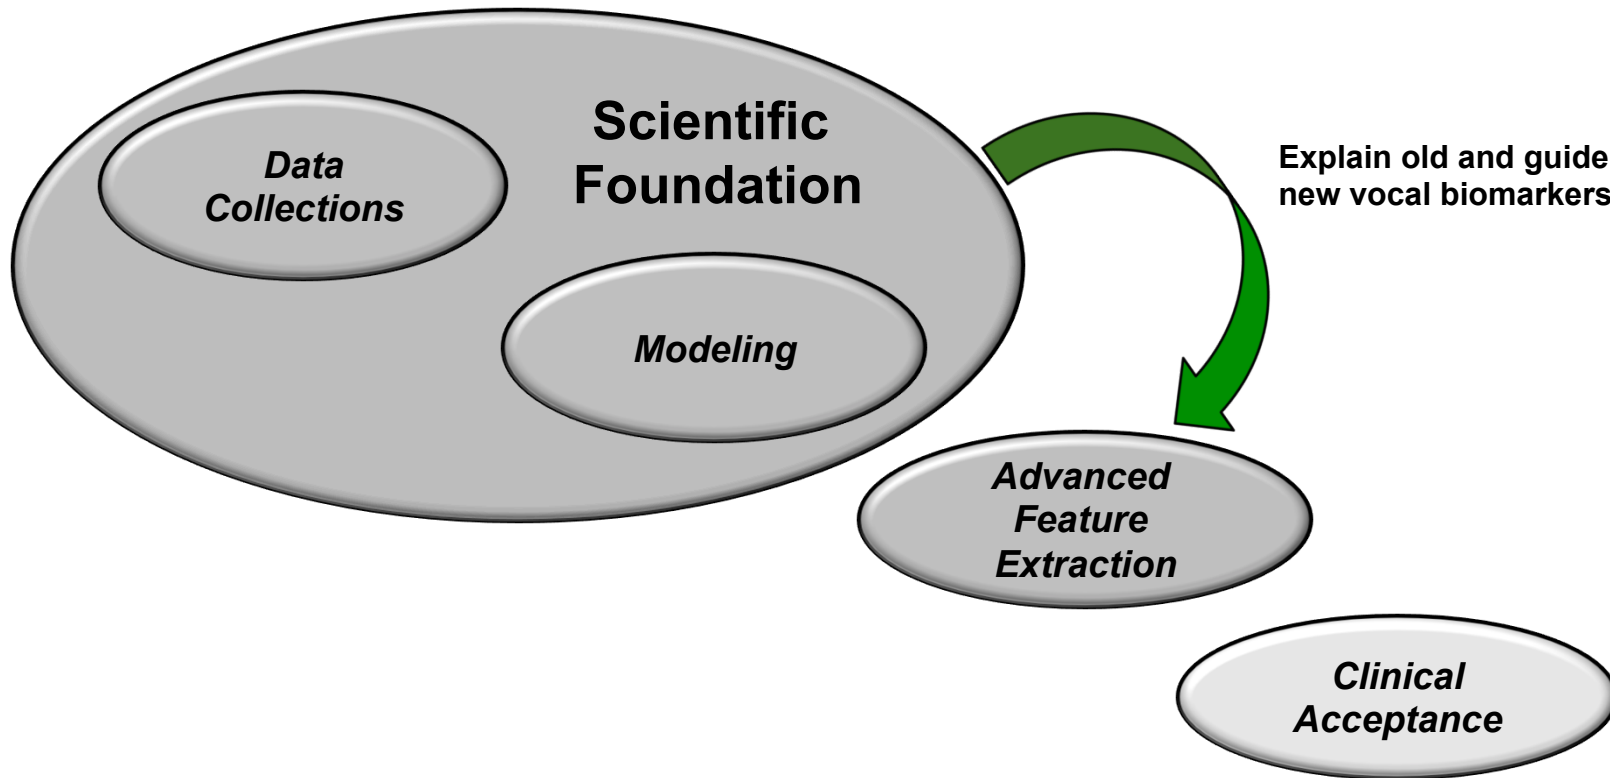 Scientific
Foundation
Data
Collections
Modeling
Explain old and guide
new vocal biomarkers
Advanced
Feature
Extraction
Clinical
Acceptance